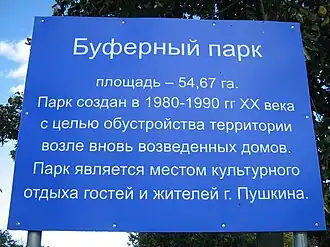 Буферный парк
площадь – 54,67 га.
Парк создан в 1980-1990 гг XX века
с целью обустройства территории
возле вновь возведенных домов.
Парк является местом культурного
отдыха гостей и жителей г. Пушкина.